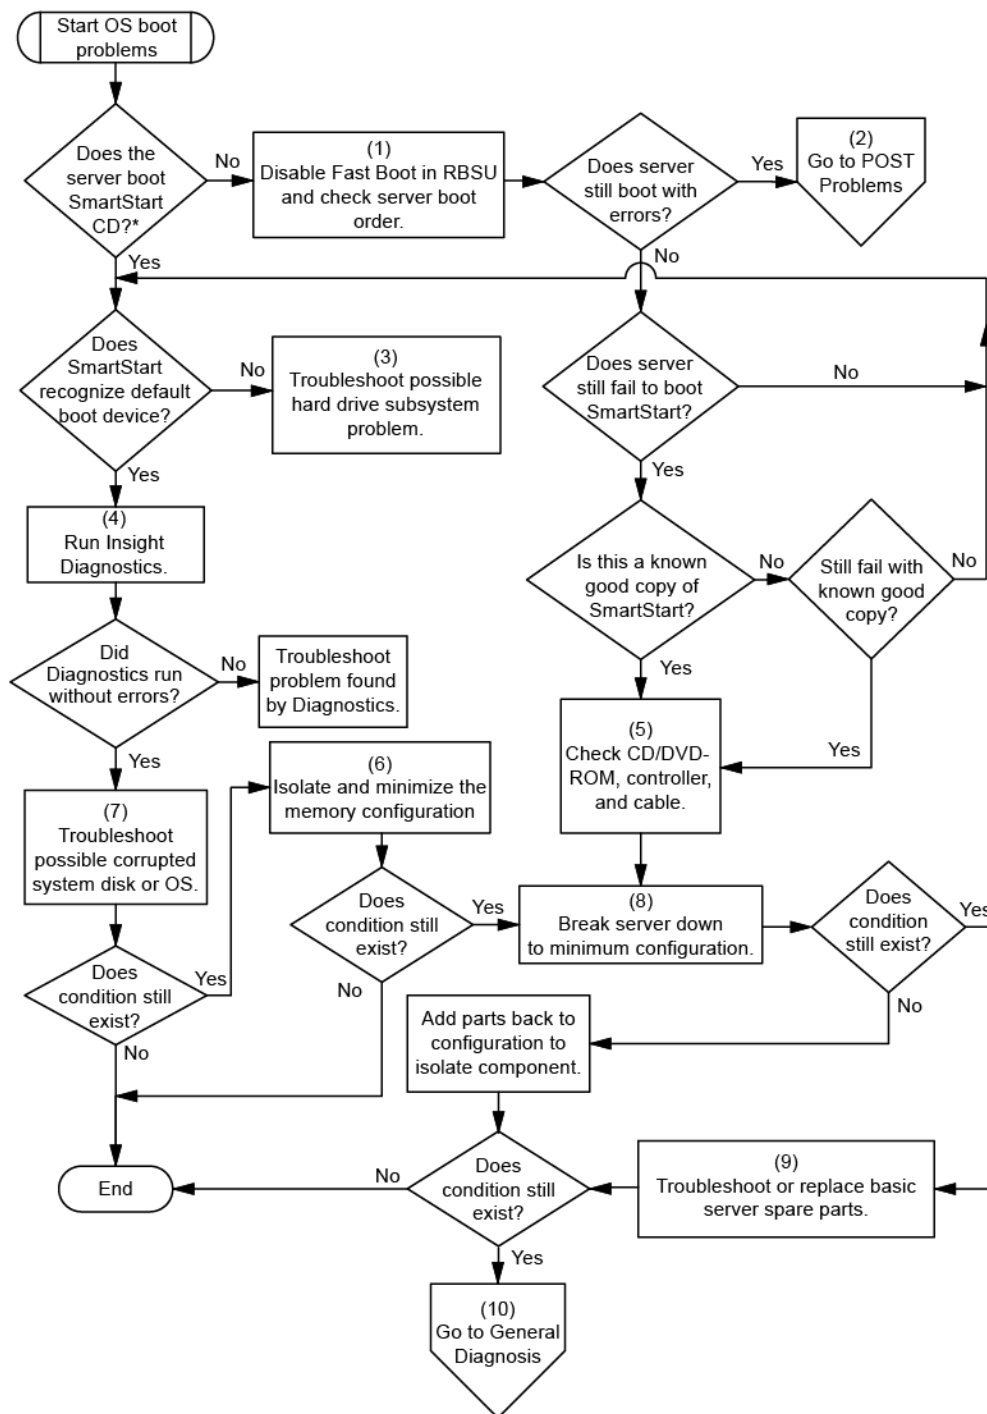 Start OS boot
problems
Does the
server boot
SmartStart
CD?*
No
(1)
Disable Fast Boot in RBSU
and check server boot
order.
Does server
still boot with
errors?
Yes
(2)
Go to POST
Problems
Yes
No
Does
SmartStart
recognize default
boot device?
No
(3)
Troubleshoot possible
hard drive subsystem
problem.
Does server
still fail to boot
SmartStart?
No
Yes
Yes
(4)
Run Insight
Diagnostics.
Is this a known
good copy of
SmartStart?
No
Still fail with
known good
copy?
No
Did
Diagnostics run
without errors?
No
Troubleshoot
problem found
by Diagnostics.
Yes
Yes
Yes
(5)
Check CD/DVD-
ROM, controller,
and cable.
(6)
Isolate and minimize the
memory configuration
(7)
Troubleshoot
possible corrupted
system disk or OS.
Does
condition still
exist?
Yes
(8)
Break server down
to minimum configuration.
Does
condition
still exist?
Yes
Does
condition still
exist?
Yes
No
No
No
Add parts back to
configuration to
isolate component.
End
No
Does
condition still
exist?
(9)
Troubleshoot or replace basic
server spare parts.
Yes
(10)
Go to General
Diagnosis